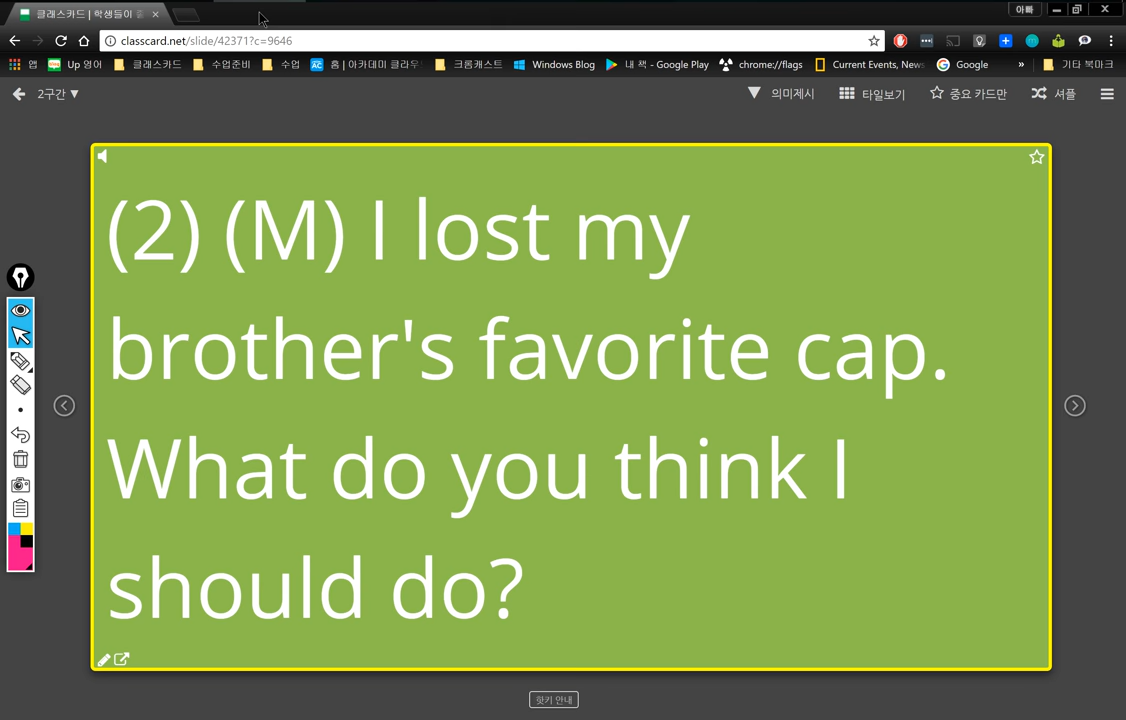 클래스카드 | 학생들이
아빠
classcard.net/slide/42371?c=9646
앱 Up 영어 클래스카드 수업준비 수업 홈 | 아카데미 클라우 크롬캐스트 Windows Blog 내 책 - Google Play chrome://flags Current Events, News Google » 기타 북마크
2구간 ▼ ▼ 의미제시 타일보기 중요 카드만 셔플
(2) (M) I lost my
brother's favorite cap.
What do you think I
should do?
핫키 안내